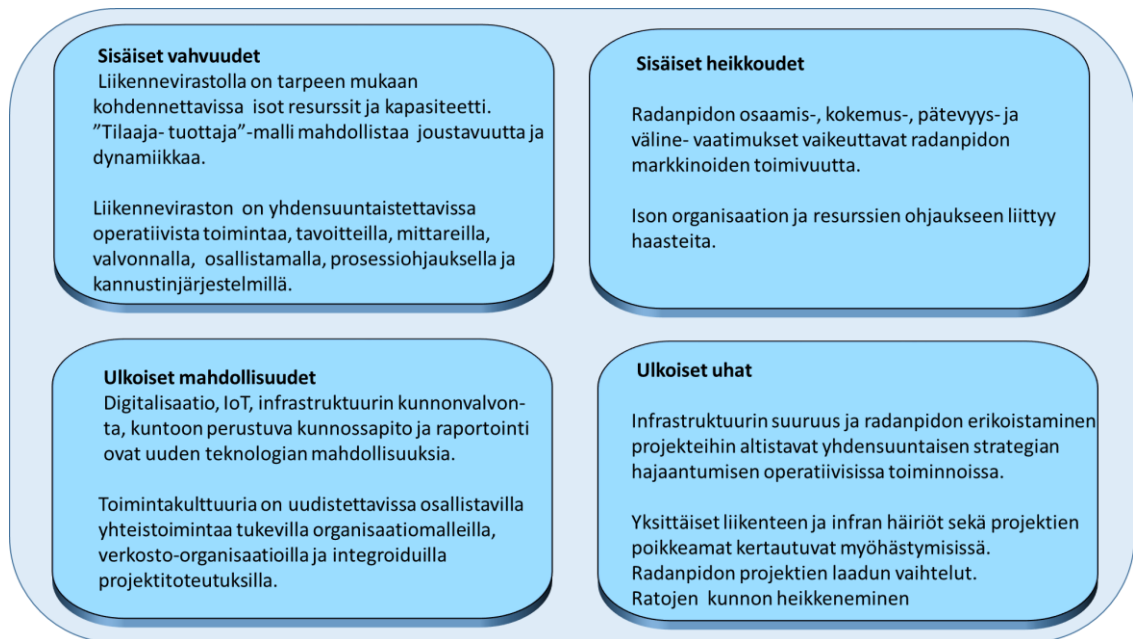 Sisäiset vahvuudet
Liikennevirastolla on tarpeen mukaan
kohdennettavissa isot resurssit ja kapasiteetti.
”Tilaaja- tuottaja”-malli mahdollistaa joustavuutta ja
dynamiikkaa.
Liikenneviraston on yhdensuuntaistettavissa
operatiivista toimintaa, tavoitteilla, mittareilla,
valvonnalla, osallistamalla, prosessiohjauksella ja
kannustinjärjestelmillä.
Sisäiset heikkoudet
Radanpidon osaamis-, kokemus-, pätevyys- ja
väline- vaatimukset vaikeuttavat radanpidon
markkinoiden toimivuutta.
Ison organisaation ja resurssien ohjaukseen liittyy
haasteita.
Ulkoiset mahdollisuudet
Digitalisaatio, IoT, infrastruktuurin kunnonvalvon-
ta, kuntoon perustuva kunnossapito ja raportointi
ovat uuden teknologian mahdollisuuksia.
Toimintakulttuuria on uudistettavissa osallistavilla
yhteistoimintaa tukevilla organisaatiomalleilla,
verkosto-organisaatioilla ja integroiduilla
projektitoteutuksilla.
Ulkoiset uhat
Infrastruktuurin suuruus ja radanpidon erikoistaminen
projekteihin altistavat yhdensuuntaisen strategian
hajaantumisen operatiivisissa toiminnoissa.
Yksittäiset liikenteen ja infran häiriöt sekä projektien
poikkeamat kertautuvat myöhästymisissä.
Radanpidon projektien laadun vaihtelut.
Ratojen kunnon heikkeneminen